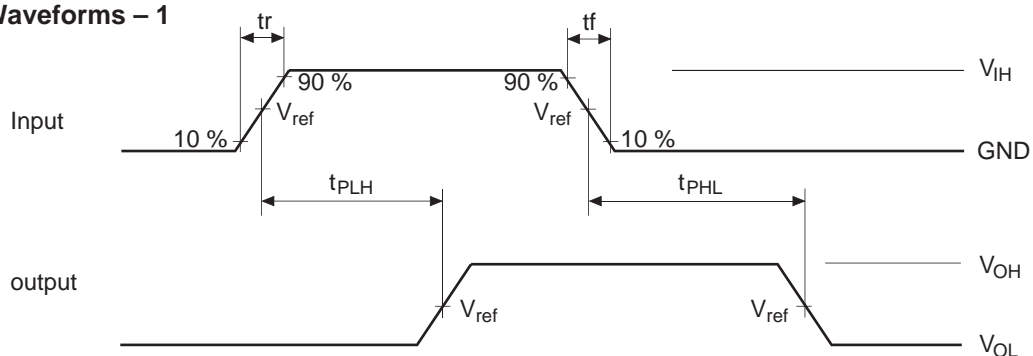 Waveforms – 1
tr
tf
90 %
90 %
V_IH
Input
V_ref
V_ref
10 %
10 %
GND
t_PLH
t_PHL
V_OH
output
V_ref
V_ref
V_OL